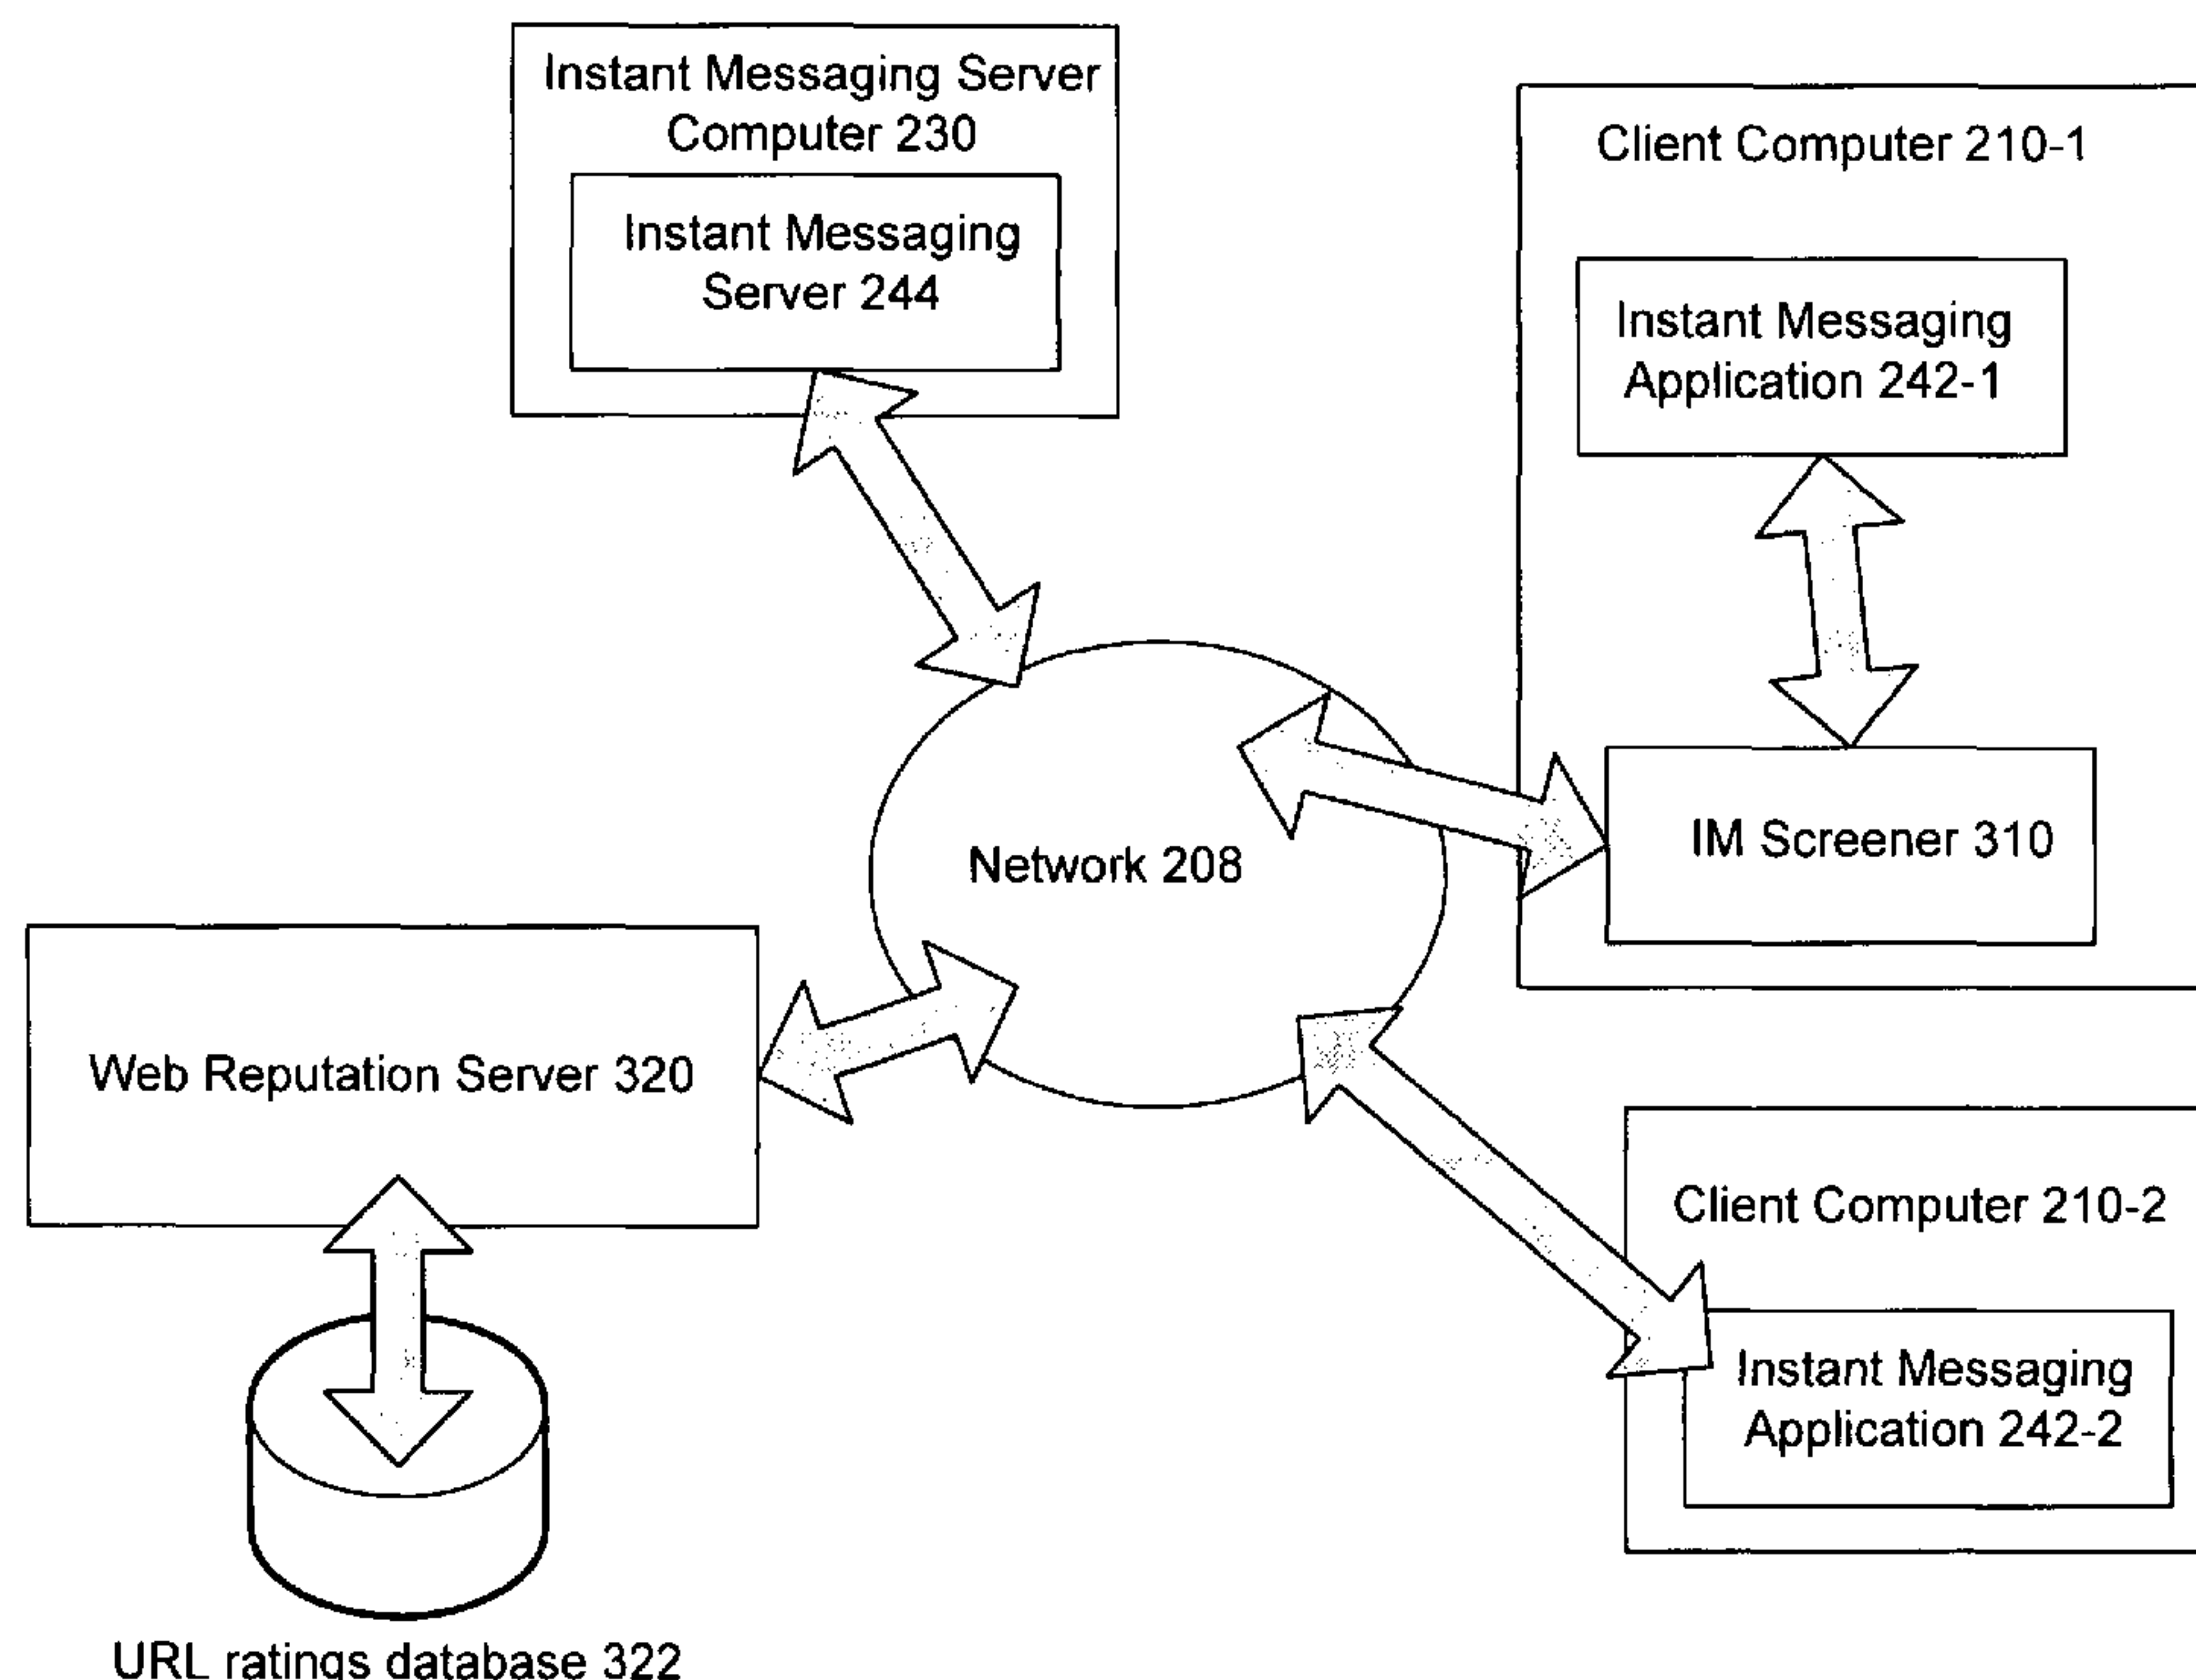 Instant Messaging Server
Computer 230
Instant Messaging
Server 244
Client Computer 210-1
Instant Messaging
Application 242-1
IM Screener 310
Network 208
Web Reputation Server 320
Client Computer 210-2
Instant Messaging
Application 242-2
URL ratings database 322